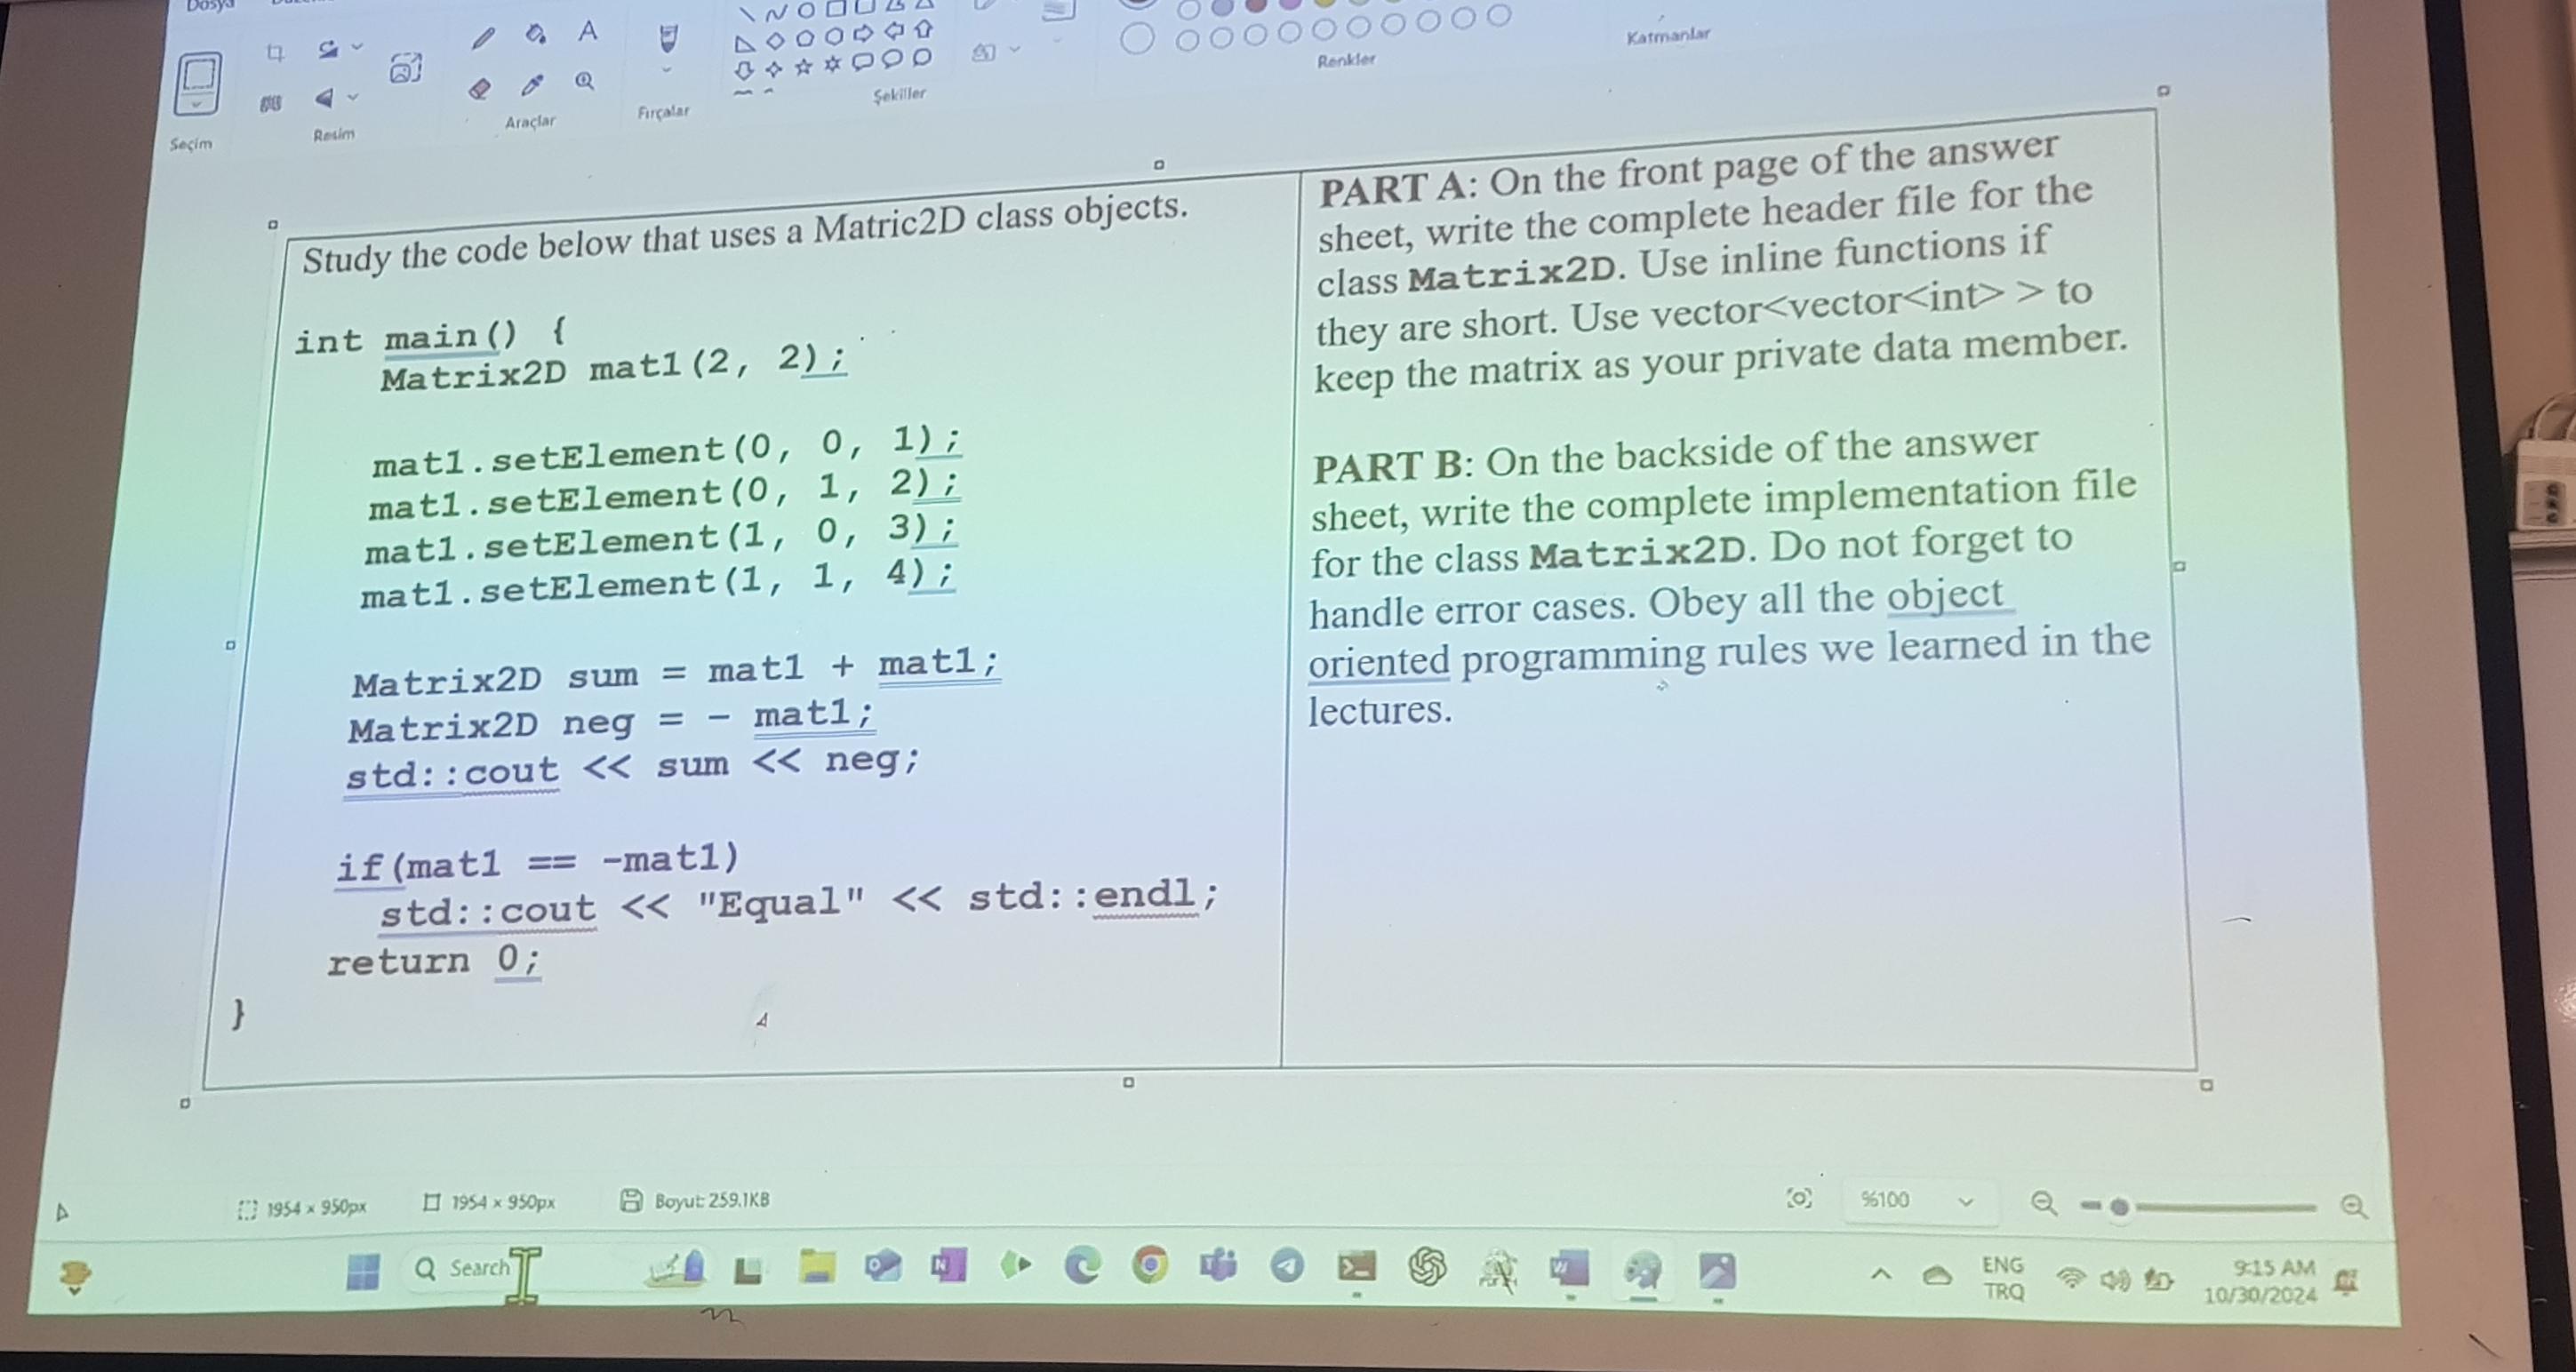 Dosya
Seçim
Resim
Araçlar
Fırçalar
Şekiller
Renkler
Katmanlar
Study the code below that uses a Matric2D class objects.
int main() {
Matrix2D mat1(2, 2);
mat1.setElement(0, 0, 1);
mat1.setElement(0, 1, 2);
mat1.setElement(1, 0, 3);
mat1.setElement(1, 1, 4);
Matrix2D sum = mat1 + mat1;
Matrix2D neg = - mat1;
std::cout << sum << neg;
if(mat1 == -mat1)
std::cout << "Equal" << std::endl;
return 0;
}
PART A: On the front page of the answer
sheet, write the complete header file for the
class Matrix2D. Use inline functions if
they are short. Use vector<vector<int> > to
keep the matrix as your private data member.
PART B: On the backside of the answer
sheet, write the complete implementation file
for the class Matrix2D. Do not forget to
handle error cases. Obey all the object
oriented programming rules we learned in the
lectures.
1954 × 950px
1954 × 950px
Boyut: 259.1KB
%100
Search
ENG
TRQ
9:15 AM
10/30/2024